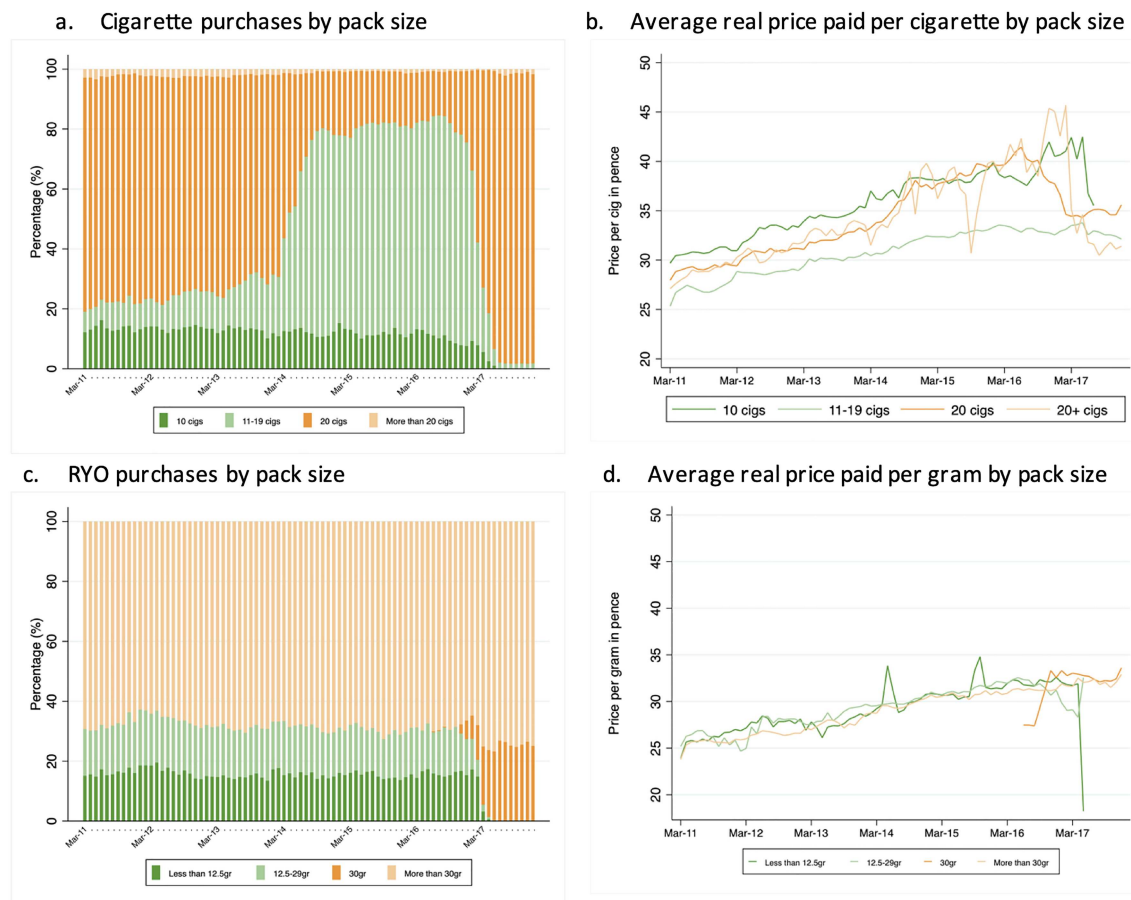 a. Cigarette purchases by pack size
Percentage (%)
100
80
60
40
20
0
Mar-11 Mar-12 Mar-13 Mar-14 Mar-15 Mar-16 Mar-17
10 cigs 11-19 cigs 20 cigs More than 20 cigs
b. Average real price paid per cigarette by pack size
Price per cig in pence
50
45
40
35
30
25
20
Mar-11 Mar-12 Mar-13 Mar-14 Mar-15 Mar-16 Mar-17
10 cigs 11-19 cigs 20 cigs 20+ cigs
c. RYO purchases by pack size
Percentage (%)
100
80
60
40
20
0
Mar-11 Mar-12 Mar-13 Mar-14 Mar-15 Mar-16 Mar-17
Less than 12.5gr 12.5-29gr 30gr More than 30gr
d. Average real price paid per gram by pack size
Price per gram in pence
50
45
40
35
30
25
20
Mar-11 Mar-12 Mar-13 Mar-14 Mar-15 Mar-16 Mar-17
Less than 12.5gr 12.5-29gr 30gr More than 30gr